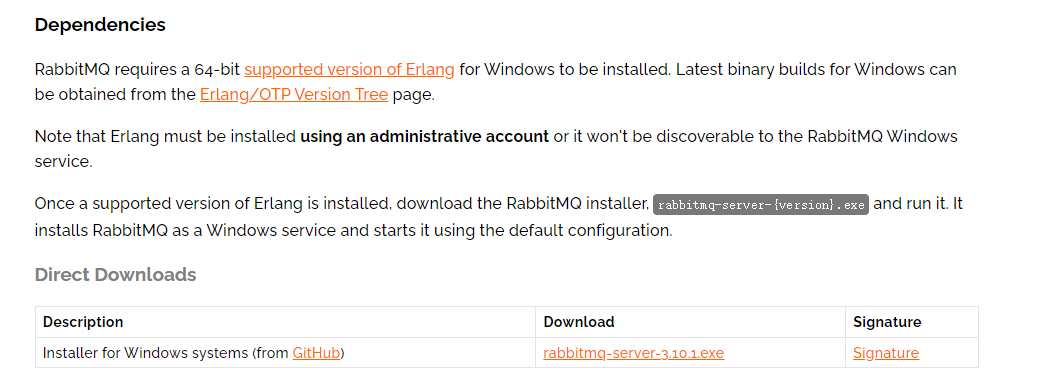 Dependencies
RabbitMQ requires a 64-bit supported version of Erlang for Windows to be installed. Latest binary builds for Windows can
be obtained from the Erlang/OTP Version Tree page.
Note that Erlang must be installed using an administrative account or it won't be discoverable to the RabbitMQ Windows
service.
Once a supported version of Erlang is installed, download the RabbitMQ installer, rabbitmq-server-{version}.exe and run it. It
installs RabbitMQ as a Windows service and starts it using the default configuration.
Direct Downloads
Description Download Signature
Installer for Windows systems (from GitHub) rabbitmq-server-3.10.1.exe Signature